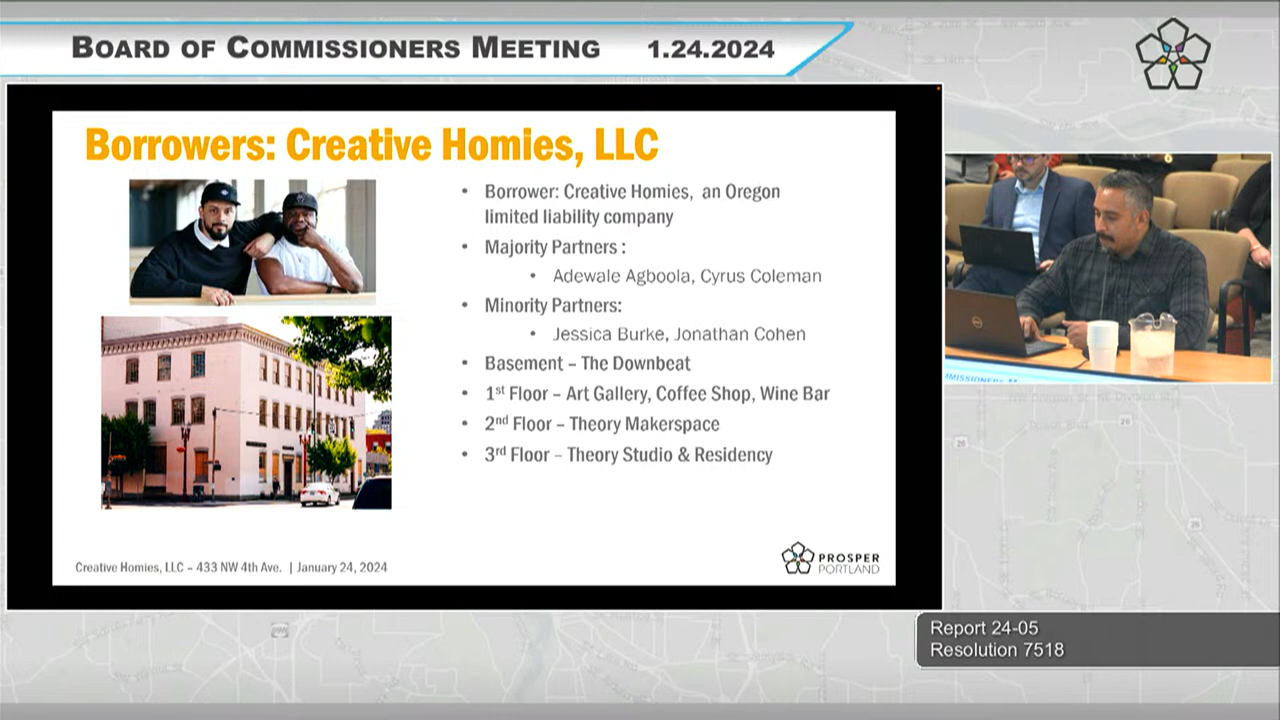 BOARD OF COMMISSIONERS MEETING 1.24.2024
Borrowers: Creative Homies, LLC
• Borrower: Creative Homies, an Oregon
limited liability company
• Majority Partners :
• Adewale Agboola, Cyrus Coleman
• Minority Partners:
• Jessica Burke, Jonathan Cohen
• Basement – The Downbeat
• 1st Floor – Art Gallery, Coffee Shop, Wine Bar
• 2nd Floor – Theory Makerspace
• 3rd Floor – Theory Studio & Residency
Creative Homies, LLC – 433 NW 4th Ave. | January 24, 2024
PROSPER
PORTLAND
Report 24-05
Resolution 7518
26
26
26